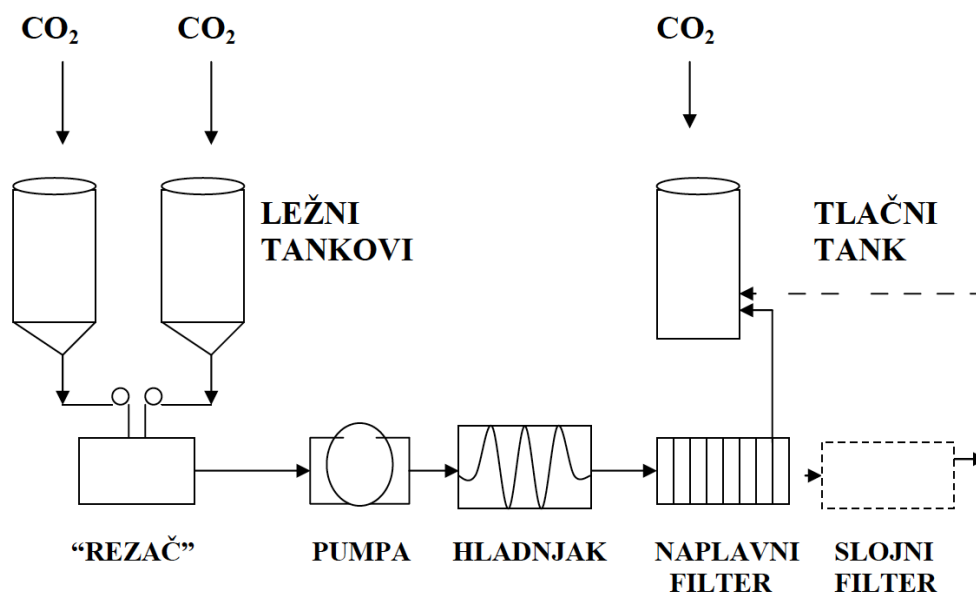 CO₂
CO₂
CO₂
LEŽNI
TANKOVI
TLAČNI
TANK
“REZAČ”
PUMPA
HLADNJAK
NAPLAVNI
FILTER
SLOJNI
FILTER